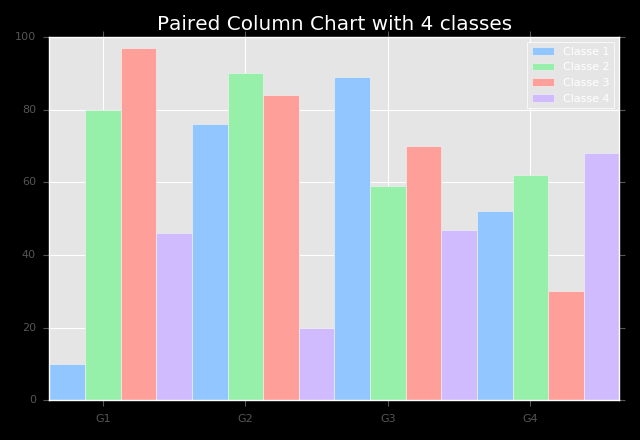 Paired Column Chart with 4 classes
100
80
60
40
20
0
G1
G2
G3
G4
Classe 1
Classe 2
Classe 3
Classe 4